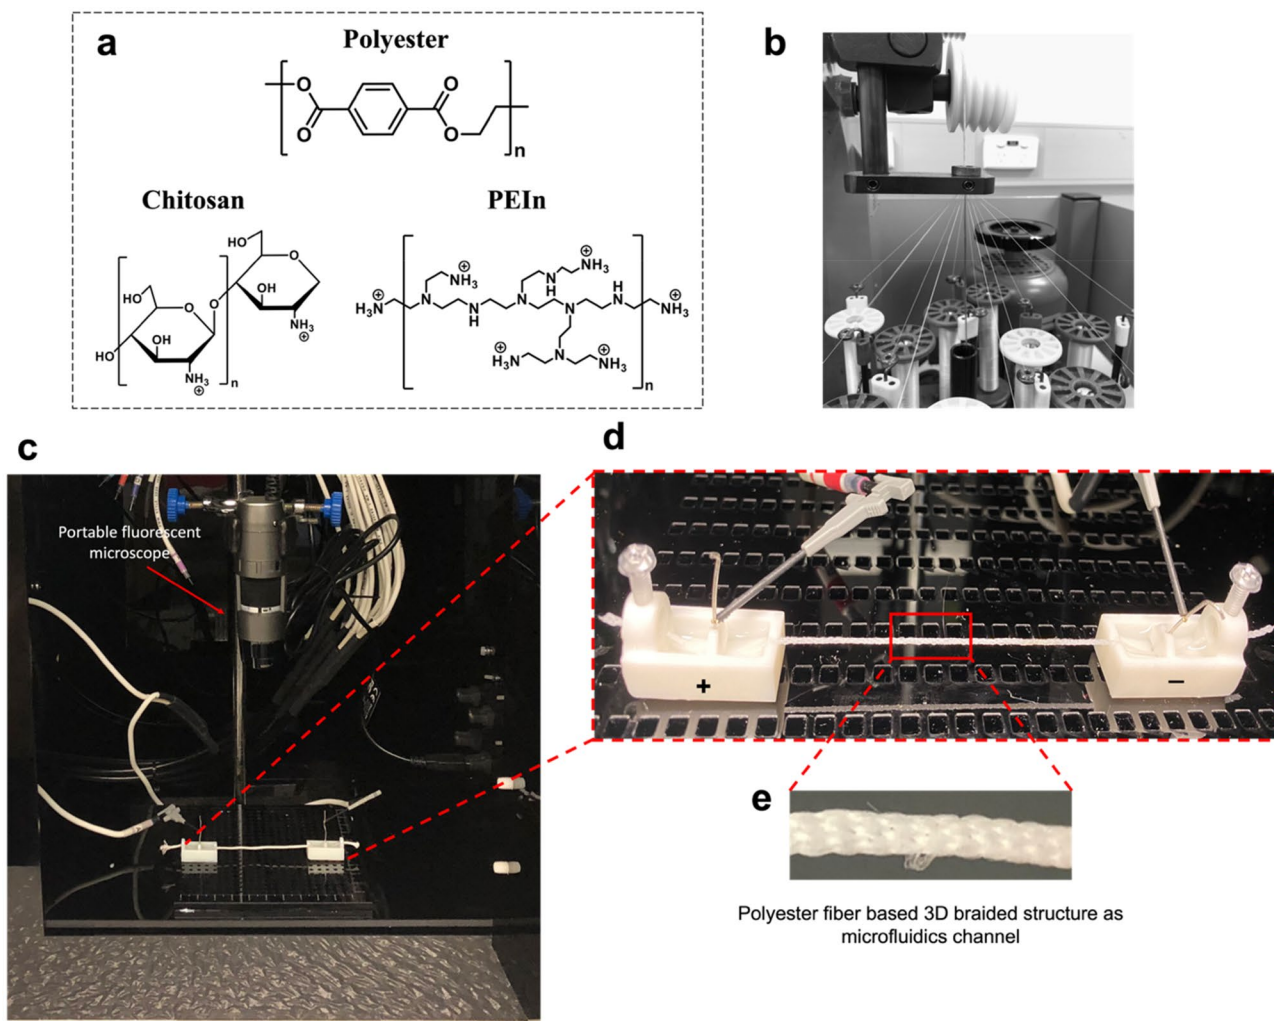 a
Polyester
O
O
O
O
n
Chitosan
HO
O
OH
HO
O
O
OH
HO
NH3
+
NH3
+
n
PEIn
+
NH3
N
H
+
NH3
+
H3N
N
N
H
N
N
H
N
+
NH3
N
+
H3N
+
NH3
n
b
c
Portable fluorescent
microscope
d
+
−
e
Polyester fiber based 3D braided structure as
microfluidics channel